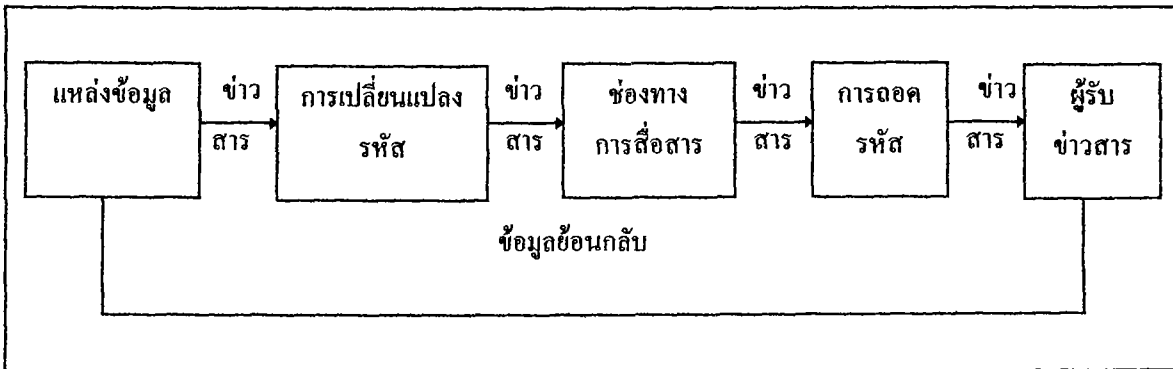 แหล่งข้อมูล
ข่าว
สาร
การเปลี่ยนแปลง
รหัส
ข่าว
สาร
ช่องทาง
การสื่อสาร
ข่าว
สาร
การถอด
รหัส
ข่าว
สาร
ผู้รับ
ข่าวสาร
ข้อมูลย้อนกลับ